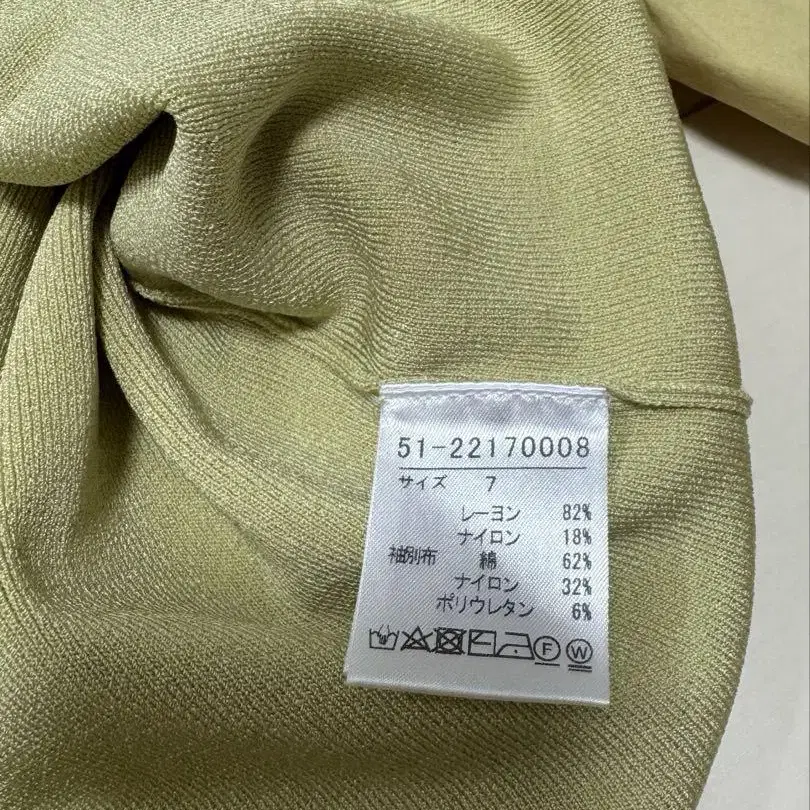 51-22170008
サイズ 7
レーヨン 82%
ナイロン 18%
袖別布 綿 62%
ナイロン 32%
ポリウレタン 6%
F W